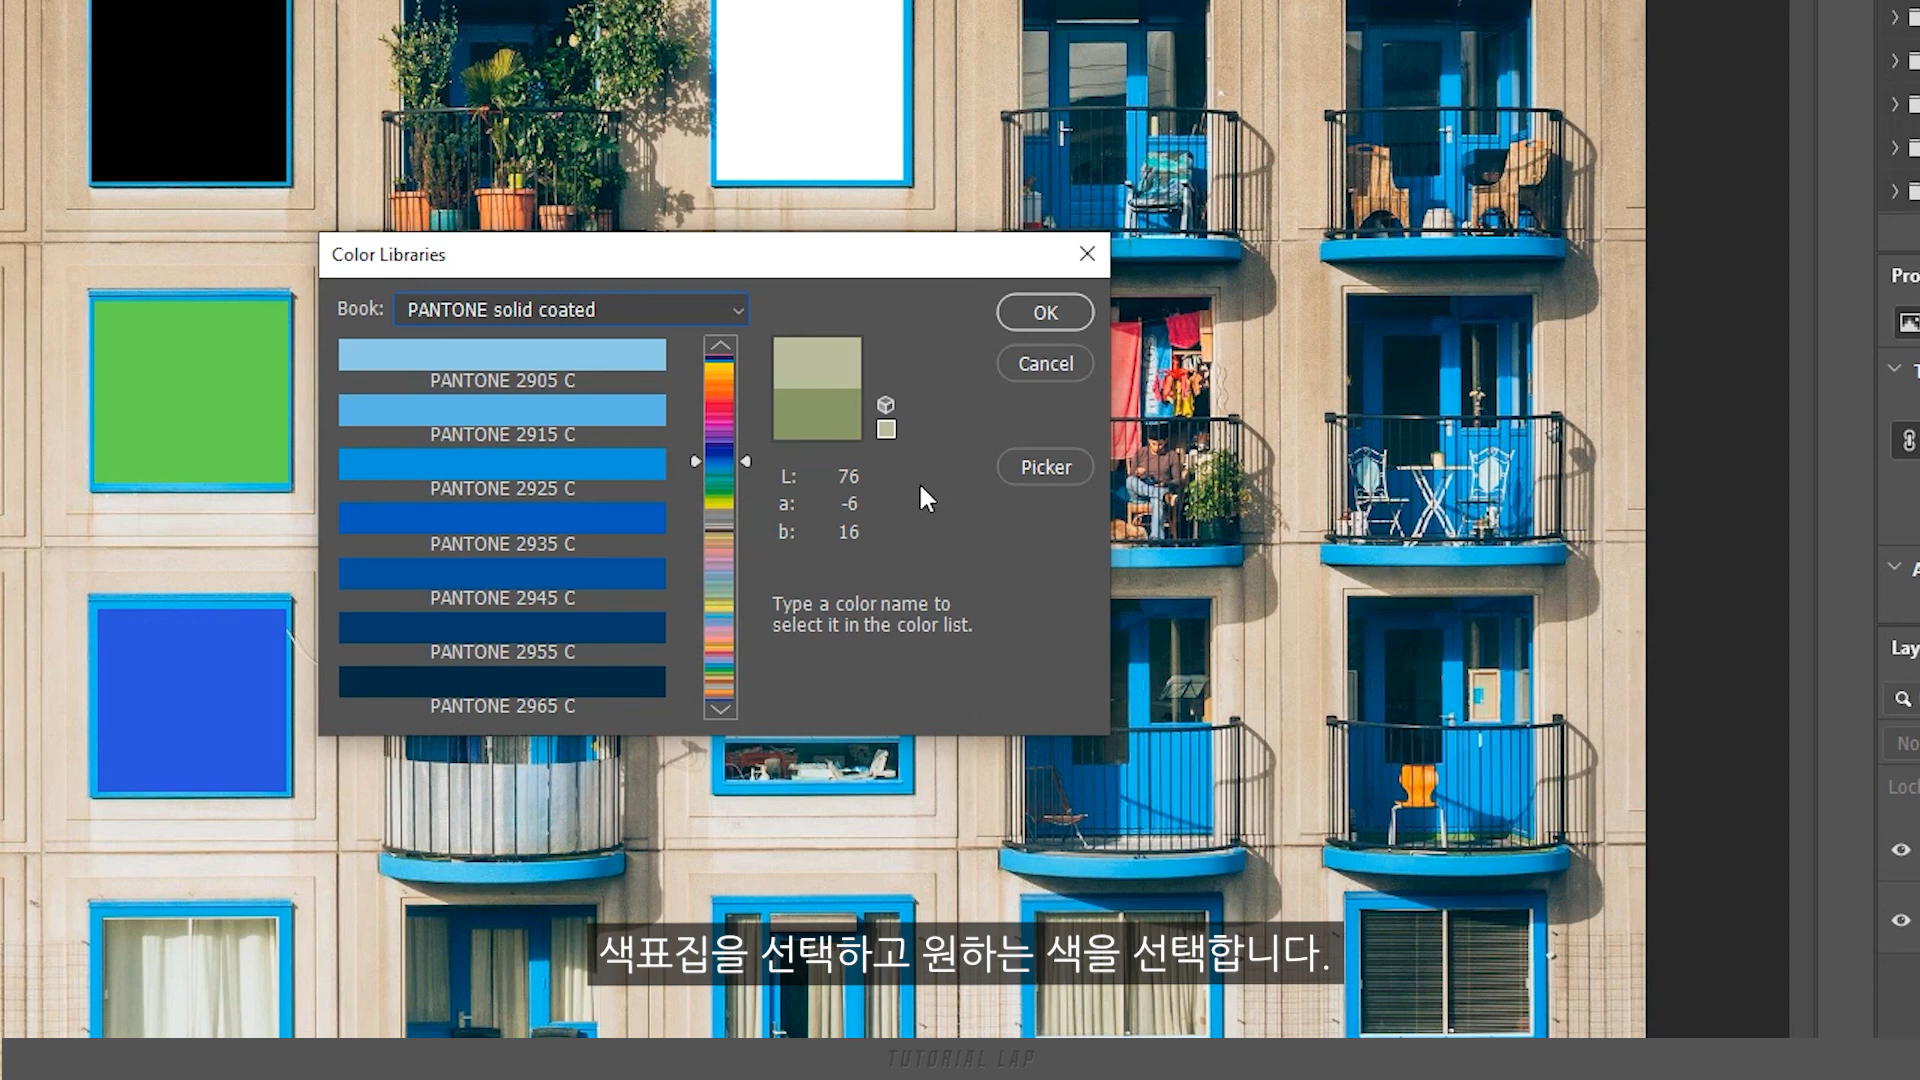 Color Libraries
Book: PANTONE solid coated
OK
Cancel
Picker
PANTONE 2905 C
PANTONE 2915 C
PANTONE 2925 C
PANTONE 2935 C
PANTONE 2945 C
PANTONE 2955 C
PANTONE 2965 C
L: 76
a: -6
b: 16
Type a color name to
select it in the color list.
Pro
T
A
Lay
No
Loc
색표집을 선택하고 원하는 색을 선택합니다.
TUTORIAL LAP